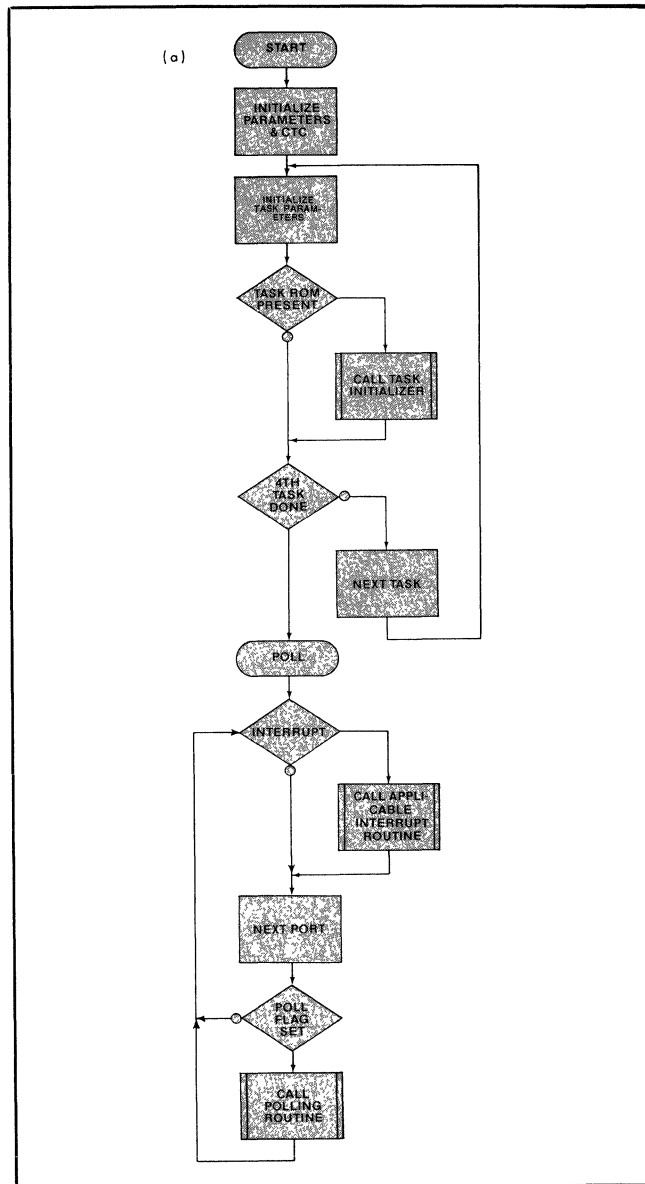 (a)
START
INITIALIZE
PARAMETERS
& CTC
INITIALIZE
TASK PARAM-
ETERS
TASK ROM
PRESENT
CALL TASK
INITIALIZER
4TH
TASK
DONE
NEXT TASK
POLL
INTERRUPT
CALL APPLI-
CABLE
INTERRUPT
ROUTINE
NEXT PORT
POLL
FLAG
SET
CALL
POLLING
ROUTINE